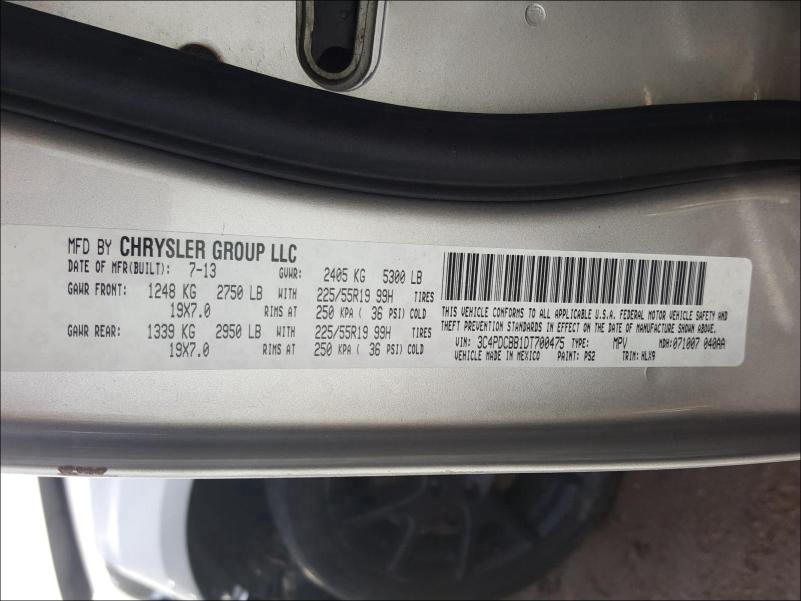 MFD BY CHRYSLER GROUP LLC
DATE OF MFR(BUILT): 7-13 GVWR: 2405 KG 5300 LB
GAWR FRONT: 1248 KG 2750 LB WITH 225/55R19 99H TIRES
19X7.0 RIMS AT 250 KPA ( 36 PSI) COLD
GAWR REAR: 1339 KG 2950 LB WITH 225/55R19 99H TIRES
19X7.0 RIMS AT 250 KPA ( 36 PSI) COLD
THIS VEHICLE CONFORMS TO ALL APPLICABLE U.S.A. FEDERAL MOTOR VEHICLE SAFETY AND
THEFT PREVENTION STANDARDS IN EFFECT ON THE DATE OF MANUFACTURE SHOWN ABOVE.
VIN: 3C4PDCBB1DT700475 TYPE: MPV MDH: 071007 040AA
VEHICLE MADE IN MEXICO PAINT: PS2 TRIM: HLX9